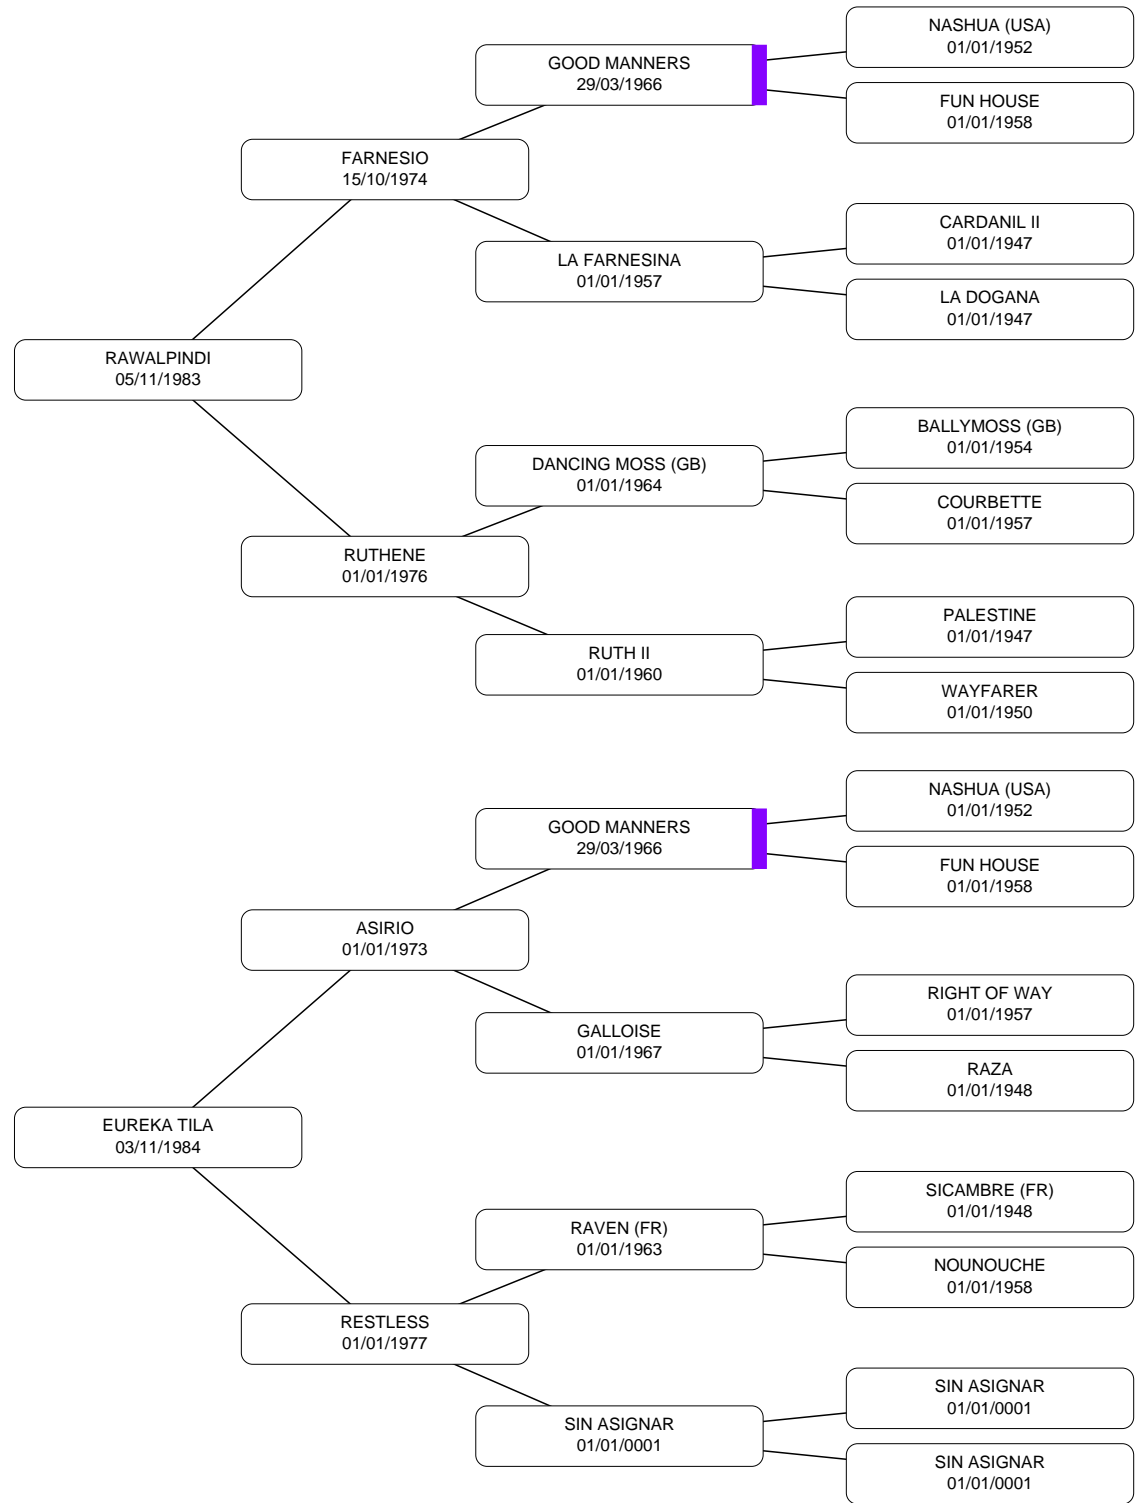 NASHUA (USA)
01/01/1952
GOOD MANNERS
29/03/1966
FUN HOUSE
01/01/1958
FARNESIO
15/10/1974
CARDANIL II
01/01/1947
LA FARNESINA
01/01/1957
LA DOGANA
01/01/1947
RAWALPINDI
05/11/1983
BALLYMOSS (GB)
01/01/1954
DANCING MOSS (GB)
01/01/1964
COURBETTE
01/01/1957
RUTHENE
01/01/1976
PALESTINE
01/01/1947
RUTH II
01/01/1960
WAYFARER
01/01/1950
NASHUA (USA)
01/01/1952
GOOD MANNERS
29/03/1966
FUN HOUSE
01/01/1958
ASIRIO
01/01/1973
RIGHT OF WAY
01/01/1957
GALLOISE
01/01/1967
RAZA
01/01/1948
EUREKA TILA
03/11/1984
SICAMBRE (FR)
01/01/1948
RAVEN (FR)
01/01/1963
NOUNOUCHE
01/01/1958
RESTLESS
01/01/1977
SIN ASIGNAR
01/01/0001
SIN ASIGNAR
01/01/0001
SIN ASIGNAR
01/01/0001